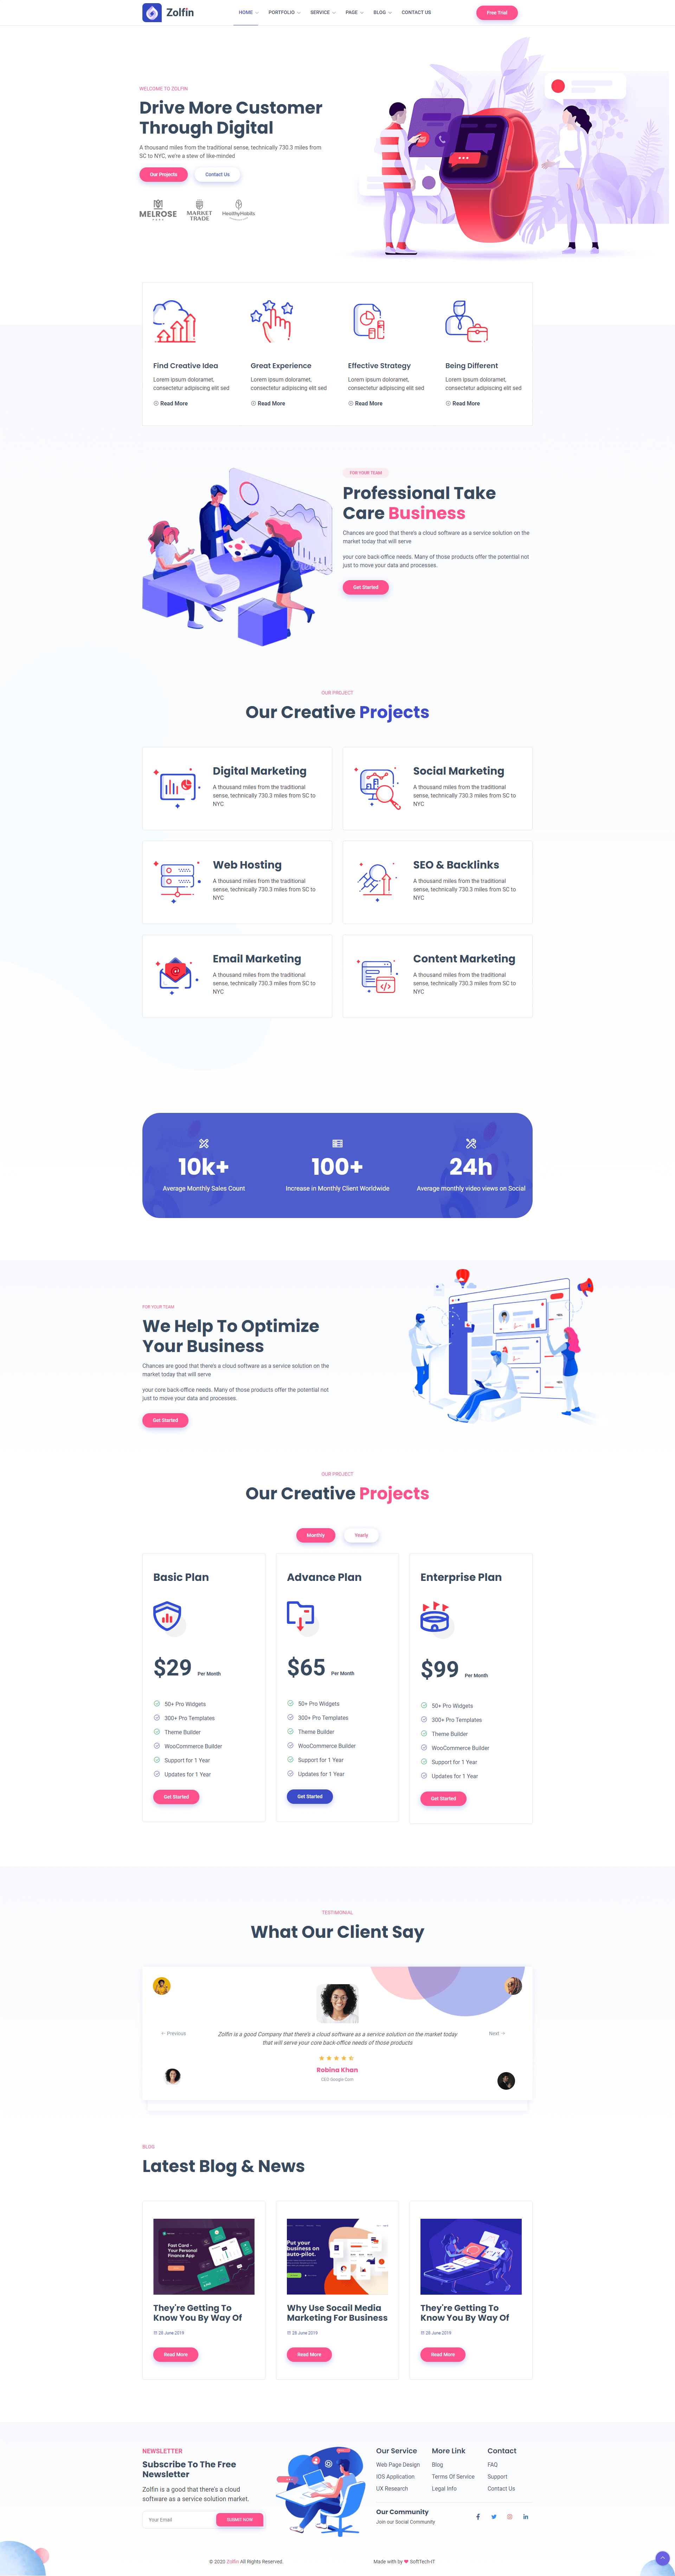 Zolfin
HOME
PORTFOLIO
SERVICE
PAGE
BLOG
CONTACT US
Free Trial
WELCOME TO ZOLFIN
Drive More Customer
Through Digital
A thousand miles from the traditional sense, technically 730.3 miles from
SC to NYC, we're a stew of like-minded
Our Projects
Contact Us
MELROSE
MARKET
TRADE
HealthyHabits
Find Creative Idea
Lorem ipsum doloramet,
consectetur adipiscing elit sed
Read More
Great Experience
Lorem ipsum doloramet,
consectetur adipiscing elit sed
Read More
Effective Strategy
Lorem ipsum doloramet,
consectetur adipiscing elit sed
Read More
Being Different
Lorem ipsum doloramet,
consectetur adipiscing elit sed
Read More
FOR YOUR TEAM
Professional Take
Care Business
Chances are good that there's a cloud software as a service solution on the
market today that will serve
your core back-office needs. Many of those products offer the potential not
just to move your data and processes.
Get Started
OUR PROJECT
Our Creative Projects
Digital Marketing
A thousand miles from the traditional
sense, technically 730.3 miles from SC to
NYC
Social Marketing
A thousand miles from the traditional
sense, technically 730.3 miles from SC to
NYC
Web Hosting
A thousand miles from the traditional
sense, technically 730.3 miles from SC to
NYC
SEO & Backlinks
A thousand miles from the traditional
sense, technically 730.3 miles from SC to
NYC
Email Marketing
A thousand miles from the traditional
sense, technically 730.3 miles from SC to
NYC
Content Marketing
A thousand miles from the traditional
sense, technically 730.3 miles from SC to
NYC
10k+
Average Monthly Sales Count
100+
Increase in Monthly Client Worldwide
24h
Average monthly video views on Social
FOR YOUR TEAM
We Help To Optimize
Your Business
Chances are good that there's a cloud software as a service solution on the
market today that will serve
your core back-office needs. Many of those products offer the potential not
just to move your data and processes.
Get Started
OUR PROJECT
Our Creative Projects
Monthly
Yearly
Basic Plan
$29 Per Month
50+ Pro Widgets
300+ Pro Templates
Theme Builder
WooCommerce Builder
Support for 1 Year
Updates for 1 Year
Get Started
Advance Plan
$65 Per Month
50+ Pro Widgets
300+ Pro Templates
Theme Builder
WooCommerce Builder
Support for 1 Year
Updates for 1 Year
Get Started
Enterprise Plan
$99 Per Month
50+ Pro Widgets
300+ Pro Templates
Theme Builder
WooCommerce Builder
Support for 1 Year
Updates for 1 Year
Get Started
TESTIMONIAL
What Our Client Say
← Previous
Next →
Zolfin is a good Company that there's a cloud software as a service solution on the market today
that will serve your core back-office needs of those products
Robina Khan
CEO Google Coin
BLOG
Latest Blog & News
Fast Card –
Your Personal
Finance App
They're Getting To
Know You By Way Of
28 June 2019
Read More
Put your
business on
auto-pilot.
Why Use Socail Media
Marketing For Business
28 June 2019
Read More
They're Getting To
Know You By Way Of
28 June 2019
Read More
NEWSLETTER
Subscribe To The Free
Newsletter
Zolfin is a good that there's a cloud
software as a service solution market.
Your Email
SUBMIT NOW
Our Service
Web Page Design
IOS Application
UX Research
More Link
Blog
Terms Of Service
Legal Info
Contact
FAQ
Support
Contact Us
Our Community
Join our Social Community
© 2020 Zolfin All Rights Reserved.
Made with by ❤ SoftTech-IT